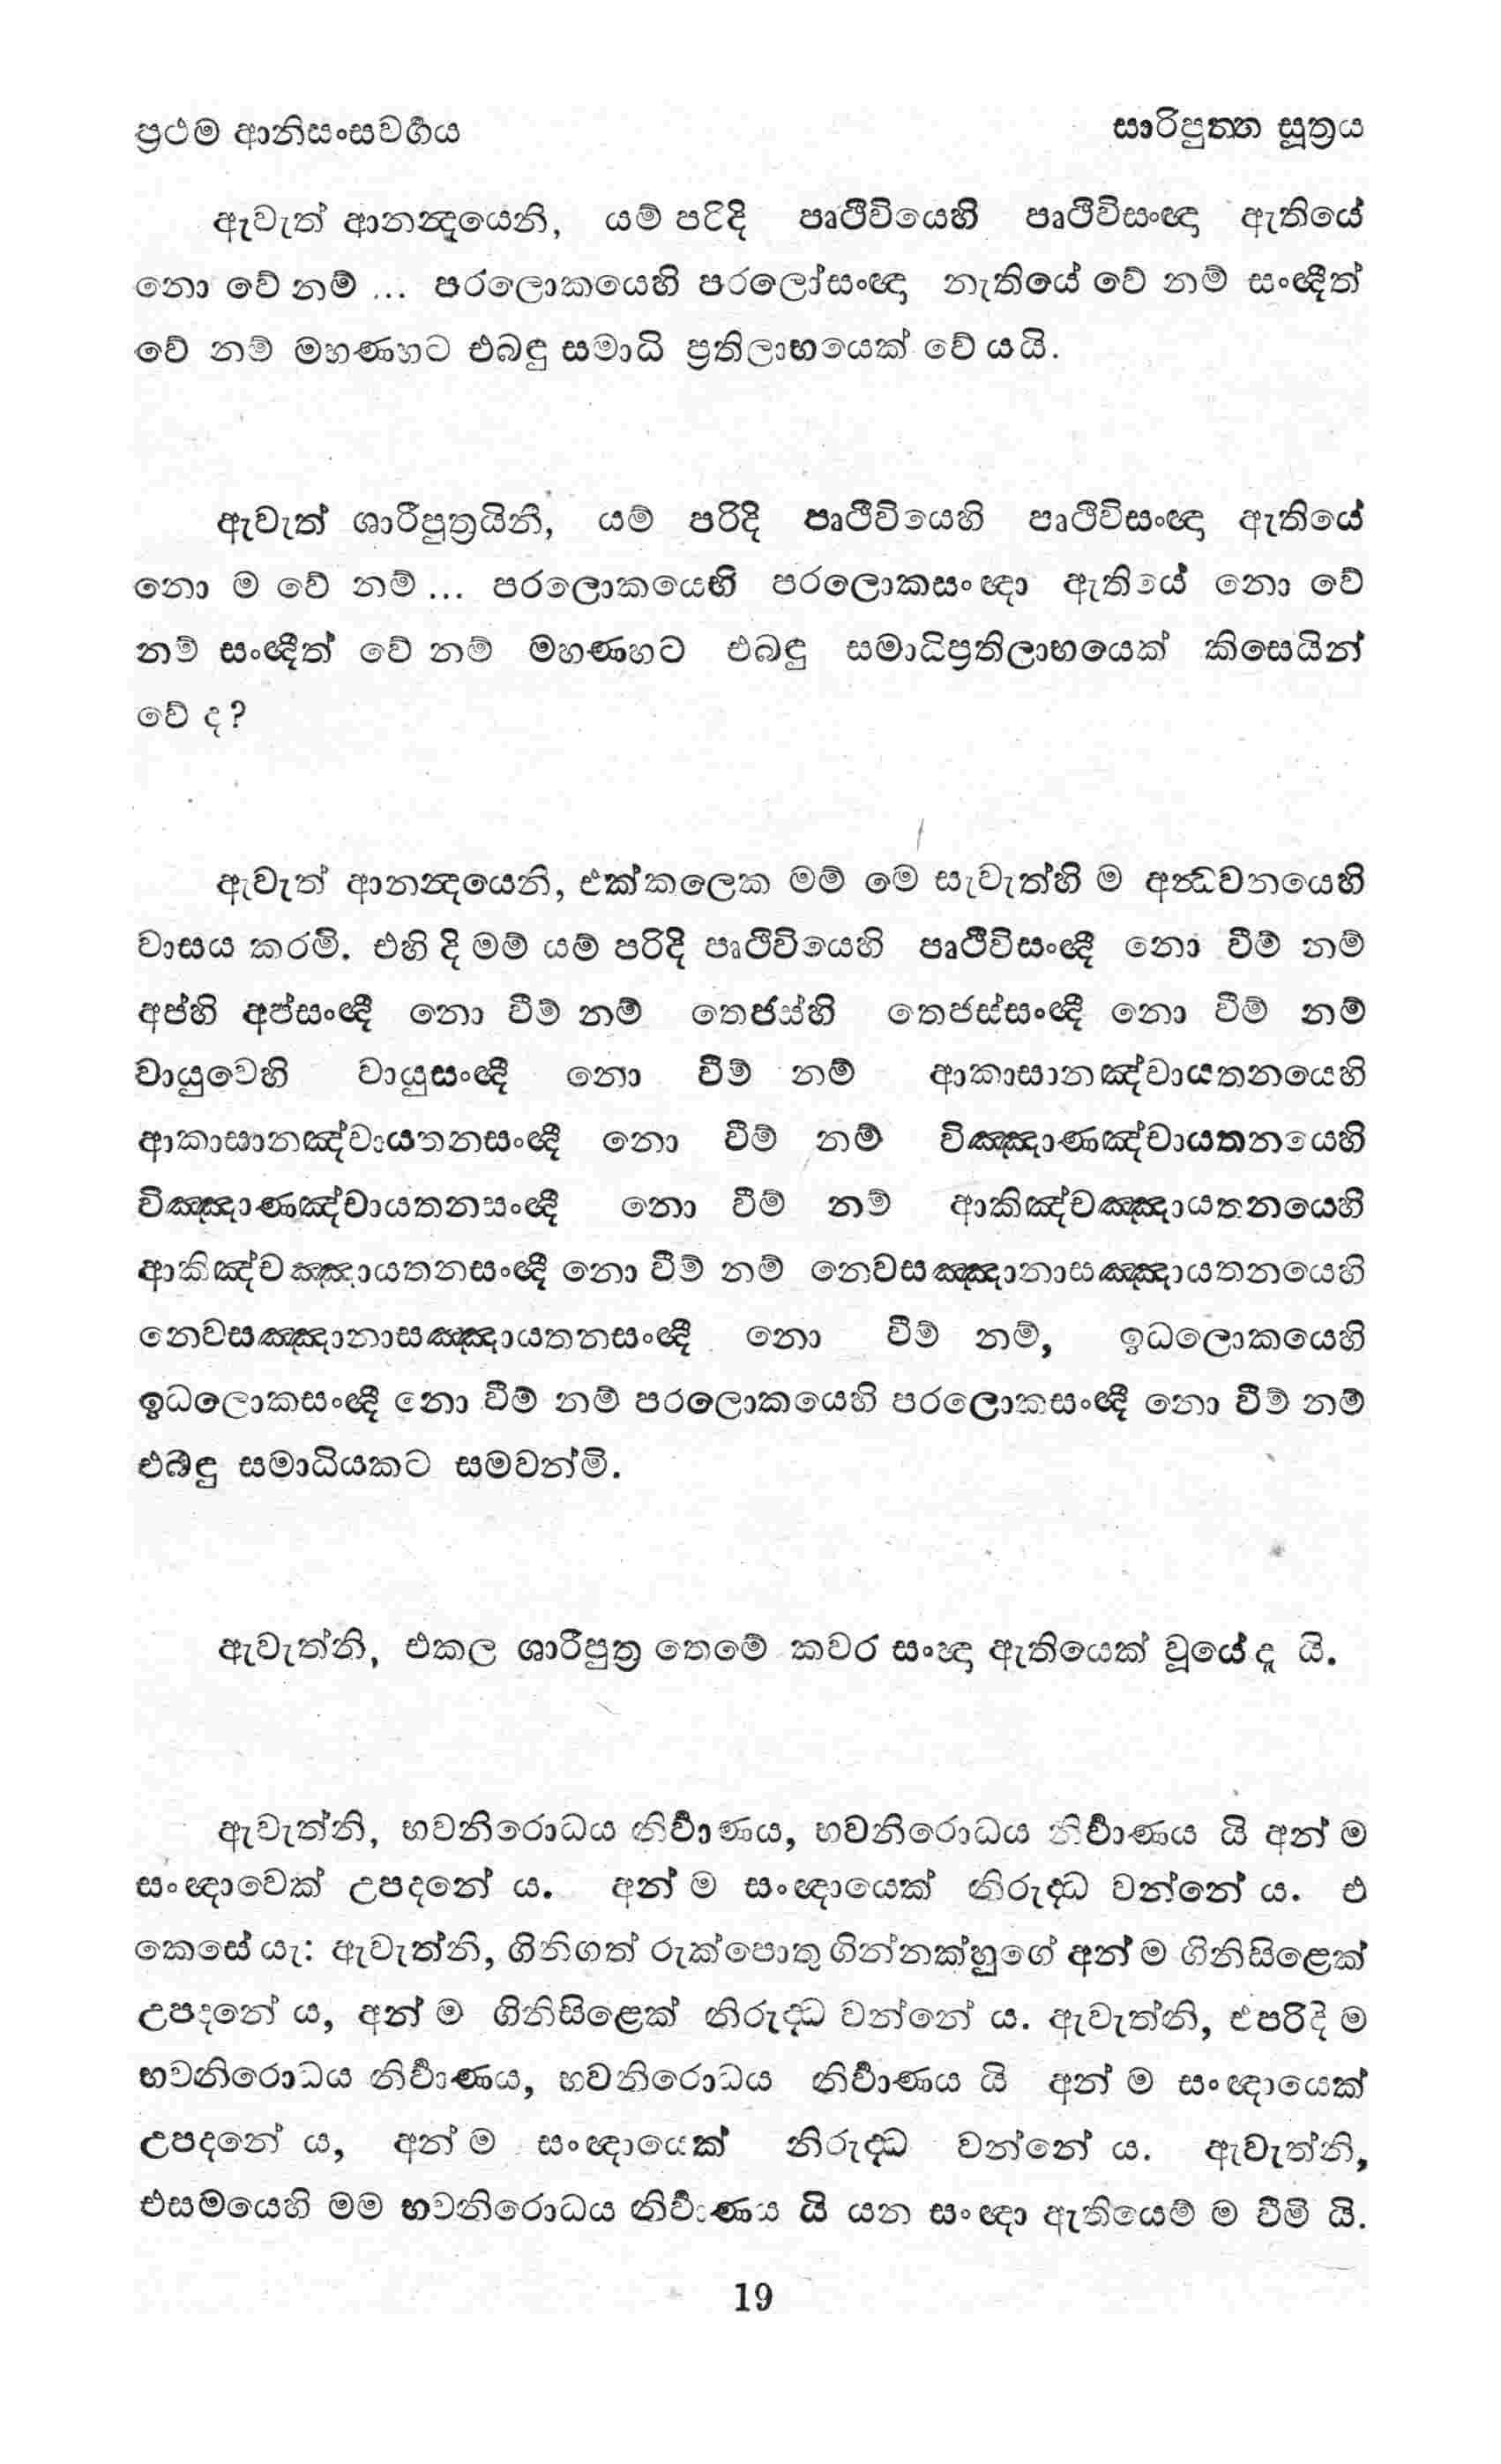 ප්‍රථම ආනිසංසවර්‍ගය
සාරිපුත්ත සූත්‍රය
ඇවැත් ආනන්‍දයෙනි, යම් පරිදි පෘථිවියෙහි පෘථිවිසංඥා ඇතියේ
නො වේ නම් ... පරලොකයෙහි පරලෝසංඥා නැතියේ වේ නම් සංඥීත්
වේ නම් මහණහට එබඳු සමාධි ප්‍රතිලාභයෙක් වේ යයි.
ඇවැත් ශාරීපුත්‍රයිනි, යම් පරිදි පෘථිවියෙහි පෘථිවිසංඥා ඇතියේ
නො ම වේ නම් ... පරලොකයෙහි පරලොකසංඥා ඇතියේ නො වේ
නම් සංඥීත් වේ නම් මහණහට එබඳු සමාධිප්‍රතිලාභයෙක් කිසෙයින්
වේ ද?
ඇවැත් ආනන්‍දයෙනි, එක්කලෙක මම් මෙ සැවැත්හි ම අන්‍ධවනයෙහි
වාසය කරමි. එහි දි මම් යම් පරිදි පෘථිවියෙහි පෘථිවිසංඥී නො වීම් නම්
අප්හි අප්සංඥී නො වීම් නම් තෙජස්හි තෙජස්සංඥී නො වීම් නම්
වායුවෙහි වායුසංඥී නො වීම් නම් ආකාසානඤ්චායතනයෙහි
ආකාසානඤ්චායතනසංඥී නො වීම් නම් විඤ්ඤාණඤ්චායතනයෙහි
විඤ්ඤාණඤ්චායතනසංඥී නො වීම් නම් ආකිඤ්චඤ්ඤායතනයෙහි
ආකිඤ්චඤ්ඤායතනසංඥී නො වීම් නම් නෙවසඤ්ඤානාසඤ්ඤායතනයෙහි
නෙවසඤ්ඤානාසඤ්ඤායතනසංඥී නො වීම් නම්, ඉධලොකයෙහි
ඉධලොකසංඥී නො වීම් නම් පරලොකයෙහි පරලොකසංඥී නො වීම් නම්
එබඳු සමාධියකට සමවන්මි.
ඇවැත්නි, එකල ශාරීපුත්‍ර තෙමේ කවර සංඥා ඇතියෙක් වූයේ දැ යි.
ඇවැත්නි, භවනිරොධය නිර්‍වාණය, භවනිරොධය නිර්‍වාණය යි අන් ම
සංඥාවෙක් උපදනේ ය. අන් ම සංඥායෙක් නිරුද්‍ධ වන්නේ ය. එ
කෙසේ යැ: ඇවැත්නි, ගිනිගත් රුක්පොතු ගින්නක්හුගේ අන් ම ගිනිසිළෙක්
උපදනේ ය, අන් ම ගිනිසිළෙක් නිරුද්‍ධ වන්නේ ය. ඇවැත්නි, එපරිදි ම
භවනිරොධය නිර්‍වාණය, භවනිරොධය නිර්‍වාණය යි අන් ම සංඥායෙක්
උපදනේ ය, අන් ම සංඥායෙක් නිරුද්‍ධ වන්නේ ය. ඇවැත්නි,
එසමයෙහි මම භවනිරොධය නිර්‍වාණය යි යන සංඥා ඇතියෙම් ම වීමි යි.
19